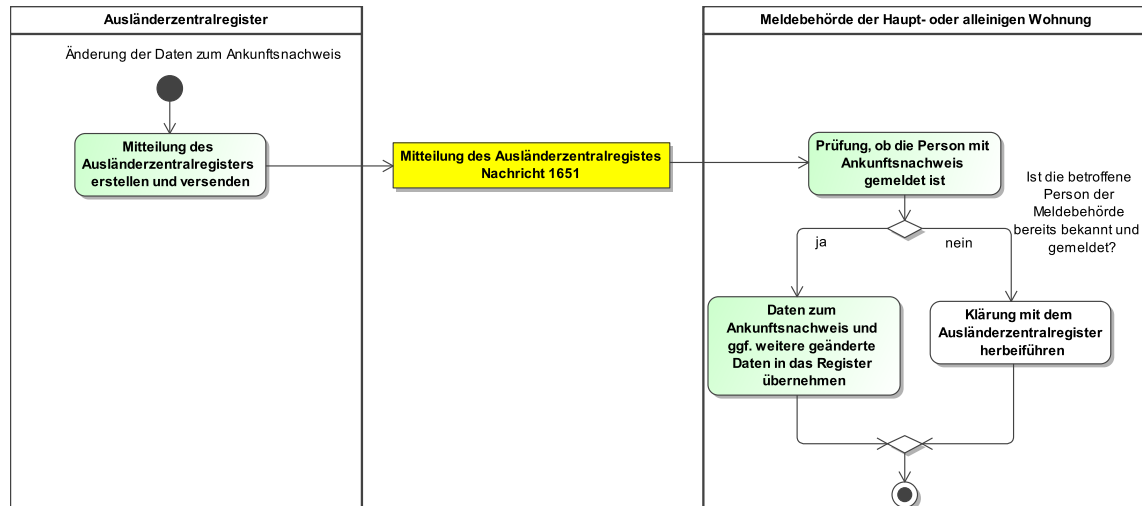 Ausländerzentralregister
Meldebehörde der Haupt- oder alleinigen Wohnung
Änderung der Daten zum Ankunftsnachweis
Mitteilung des
Ausländerzentralregisters
erstellen und versenden
Mitteilung des Ausländerzentralregistes
Nachricht 1651
Prüfung, ob die Person mit
Ankunftsnachweis
gemeldet ist
Ist die betroffene
Person der
Meldebehörde
bereits bekannt und
gemeldet?
ja
nein
Daten zum
Ankunftsnachweis und
ggf. weitere geänderte
Daten in das Register
übernehmen
Klärung mit dem
Ausländerzentralregister
herbeiführen